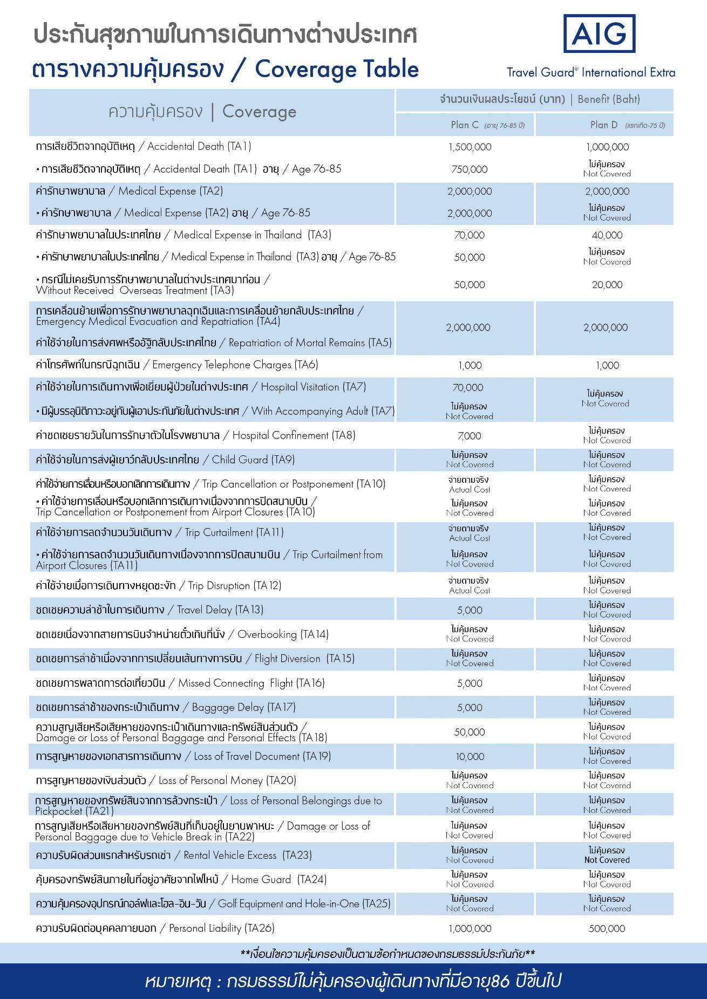 ประกันสุขภาพในการเดินทางต่างประเทศ
AIG
ตารางความคุ้มครอง / Coverage Table
Travel Guard® International Extra
ความคุ้มครอง | Coverage
จำนวนเงินผลประโยชน์ (บาท) | Benefit (Baht)
Plan C (อายุ 76-85 ปี)
Plan D (แรกเกิด-75 ปี)
การเสียชีวิตจากอุบัติเหตุ / Accidental Death (TA1) 1,500,000 1,000,000
• การเสียชีวิตจากอุบัติเหตุ / Accidental Death (TA1) อายุ / Age 76-85 750,000 ไม่คุ้มครอง
Not Covered
ค่ารักษาพยาบาล / Medical Expense (TA2) 2,000,000 2,000,000
• ค่ารักษาพยาบาล / Medical Expense (TA2) อายุ / Age 76-85 2,000,000 ไม่คุ้มครอง
Not Covered
ค่ารักษาพยาบาลในประเทศไทย / Medical Expense in Thailand (TA3) 70,000 40,000
• ค่ารักษาพยาบาลในประเทศไทย / Medical Expense in Thailand (TA3) อายุ / Age 76-85 50,000 ไม่คุ้มครอง
Not Covered
• กรณีไม่เคยรับการรักษาพยาบาลในต่างประเทศมาก่อน /
Without Received Overseas Treatment (TA3) 50,000 20,000
การเคลื่อนย้ายเพื่อการรักษาพยาบาลฉุกเฉินและการเคลื่อนย้ายกลับประเทศไทย /
Emergency Medical Evacuation and Repatriation (TA4)
2,000,000 2,000,000
ค่าใช้จ่ายในการส่งศพหรืออัฐิกลับประเทศไทย / Repatriation of Mortal Remains (TA5)
ค่าโทรศัพท์ในกรณีฉุกเฉิน / Emergency Telephone Charges (TA6) 1,000 1,000
ค่าใช้จ่ายในการเดินทางเพื่อเยี่ยมผู้ป่วยในต่างประเทศ / Hospital Visitation (TA7) 70,000
ไม่คุ้มครอง
Not Covered
• มีผู้บรรลุนิติภาวะอยู่กับผู้เอาประกันภัยในต่างประเทศ / With Accompanying Adult (TA7) ไม่คุ้มครอง
Not Covered
ค่าชดเชยรายวันในการรักษาตัวในโรงพยาบาล / Hospital Confinement (TA8) 7,000 ไม่คุ้มครอง
Not Covered
ค่าใช้จ่ายในการส่งผู้เยาว์กลับประเทศไทย / Child Guard (TA9) ไม่คุ้มครอง ไม่คุ้มครอง
Not Covered Not Covered
ค่าใช้จ่ายการเลื่อนหรือบอกเลิกการเดินทาง / Trip Cancellation or Postponement (TA10) จ่ายตามจริง ไม่คุ้มครอง
Actual Cost Not Covered
• ค่าใช้จ่ายการเลื่อนหรือบอกเลิกการเดินทางเนื่องจากการปิดสนามบิน / ไม่คุ้มครอง ไม่คุ้มครอง
Trip Cancellation or Postponement from Airport Closures (TA10) Not Covered Not Covered
ค่าใช้จ่ายการลดจำนวนวันเดินทาง / Trip Curtailment (TA11) จ่ายตามจริง ไม่คุ้มครอง
Actual Cost Not Covered
• ค่าใช้จ่ายการลดจำนวนวันเดินทางเนื่องจากการปิดสนามบิน / Trip Curtailment from ไม่คุ้มครอง ไม่คุ้มครอง
Airport Closures (TA11) Not Covered Not Covered
ค่าใช้จ่ายเมื่อการเดินทางหยุดชะงัก / Trip Disruption (TA12) จ่ายตามจริง ไม่คุ้มครอง
Actual Cost Not Covered
ชดเชยความล่าช้าในการเดินทาง / Travel Delay (TA13) 5,000 ไม่คุ้มครอง
Not Covered
ชดเชยเนื่องจากสายการบินจำหน่ายตั๋วเกินที่นั่ง / Overbooking (TA14) ไม่คุ้มครอง ไม่คุ้มครอง
Not Covered Not Covered
ชดเชยการล่าช้าเนื่องจากการเปลี่ยนเส้นทางการบิน / Flight Diversion (TA15) ไม่คุ้มครอง ไม่คุ้มครอง
Not Covered Not Covered
ชดเชยการพลาดการต่อเที่ยวบิน / Missed Connecting Flight (TA16) 5,000 ไม่คุ้มครอง
Not Covered
ชดเชยการล่าช้าของกระเป๋าเดินทาง / Baggage Delay (TA17) 5,000 ไม่คุ้มครอง
Not Covered
ความสูญเสียหรือเสียหายของกระเป๋าเดินทางและทรัพย์สินส่วนตัว / ไม่คุ้มครอง
Damage or Loss of Personal Baggage and Personal Effects (TA18) 50,000 Not Covered
การสูญหายของเอกสารการเดินทาง / Loss of Travel Document (TA19) 10,000 ไม่คุ้มครอง
Not Covered
การสูญหายของเงินส่วนตัว / Loss of Personal Money (TA20) ไม่คุ้มครอง ไม่คุ้มครอง
Not Covered Not Covered
การสูญหายของทรัพย์สินจากการล้วงกระเป๋า / Loss of Personal Belongings due to ไม่คุ้มครอง ไม่คุ้มครอง
Pickpocket (TA21) Not Covered Not Covered
การสูญเสียหรือเสียหายของทรัพย์สินที่เก็บอยู่ในยานพาหนะ / Damage or Loss of ไม่คุ้มครอง ไม่คุ้มครอง
Personal Baggage due to Vehicle Break in (TA22) Not Covered Not Covered
ความรับผิดส่วนแรกสำหรับรถเช่า / Rental Vehicle Excess (TA23) ไม่คุ้มครอง ไม่คุ้มครอง
Not Covered Not Covered
คุ้มครองทรัพย์สินภายในที่อยู่อาศัยจากไฟไหม้ / Home Guard (TA24) ไม่คุ้มครอง ไม่คุ้มครอง
Not Covered Not Covered
ความคุ้มครองอุปกรณ์กอล์ฟและโฮล-อิน-วัน / Golf Equipment and Hole-in-One (TA25) ไม่คุ้มครอง ไม่คุ้มครอง
Not Covered Not Covered
ความรับผิดต่อบุคคลภายนอก / Personal Liability (TA26) 1,000,000 500,000
**เงื่อนไขความคุ้มครองเป็นตามข้อกำหนดของกรมธรรม์ประกันภัย**
หมายเหตุ : กรมธรรม์ไม่คุ้มครองผู้เดินทางที่มีอายุ86 ปีขึ้นไป